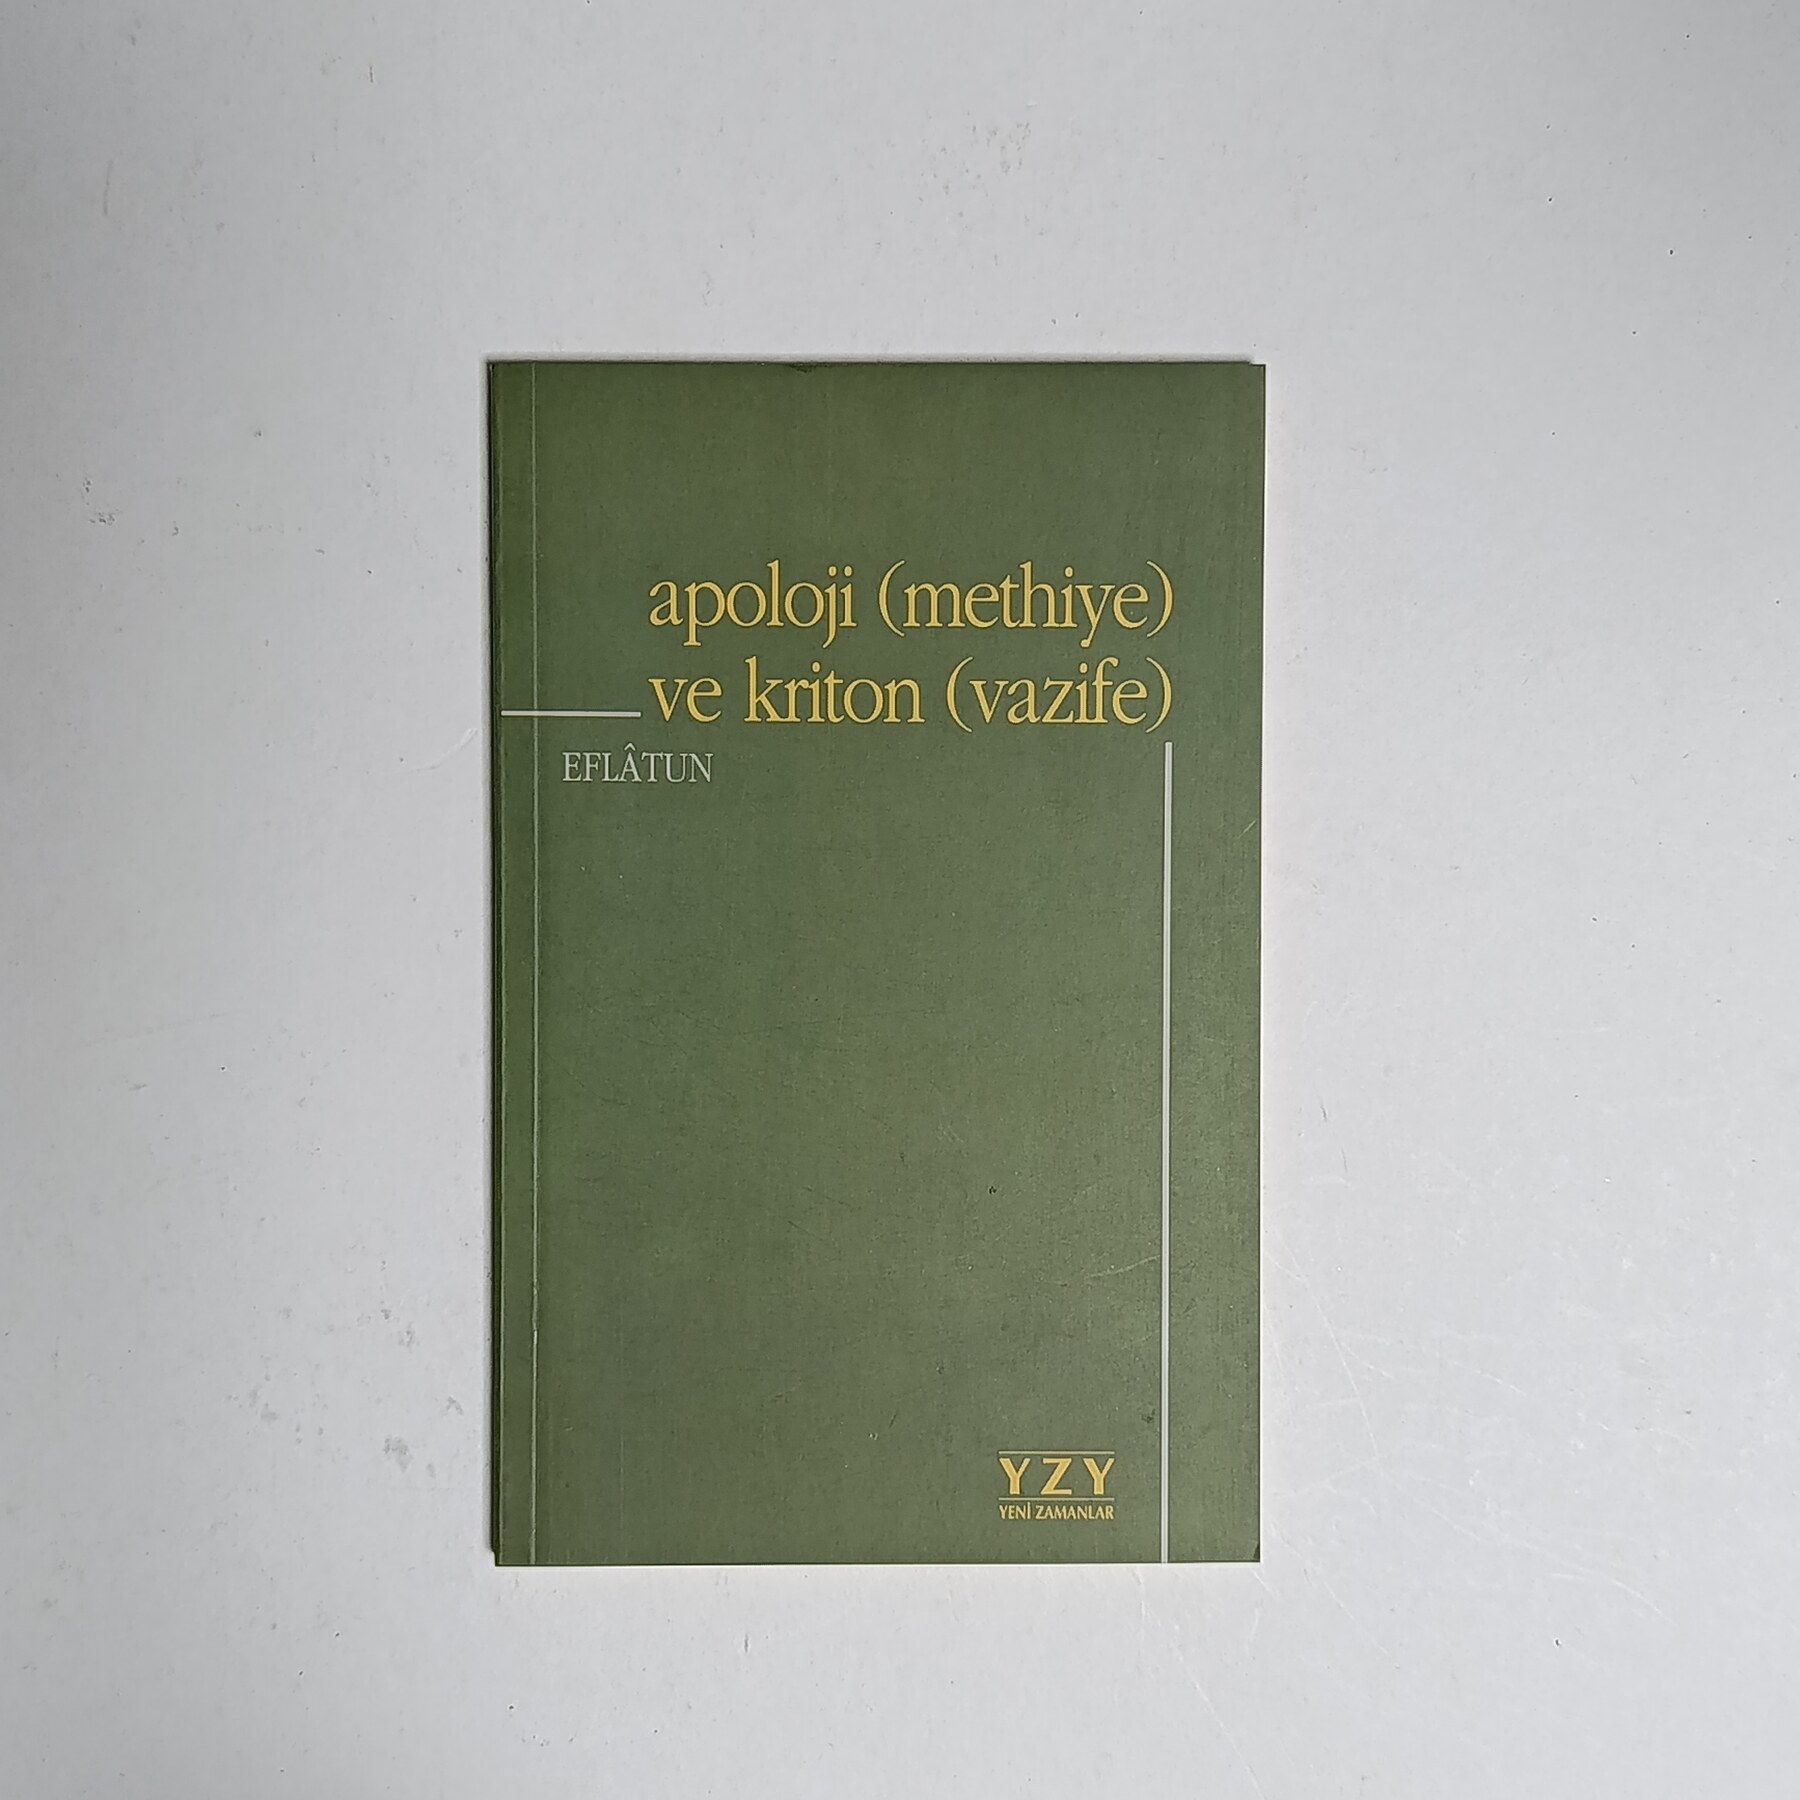 apoloji (methiye)
ve kriton (vazife)
EFLÂTUN
YZY
YENİ ZAMANLAR